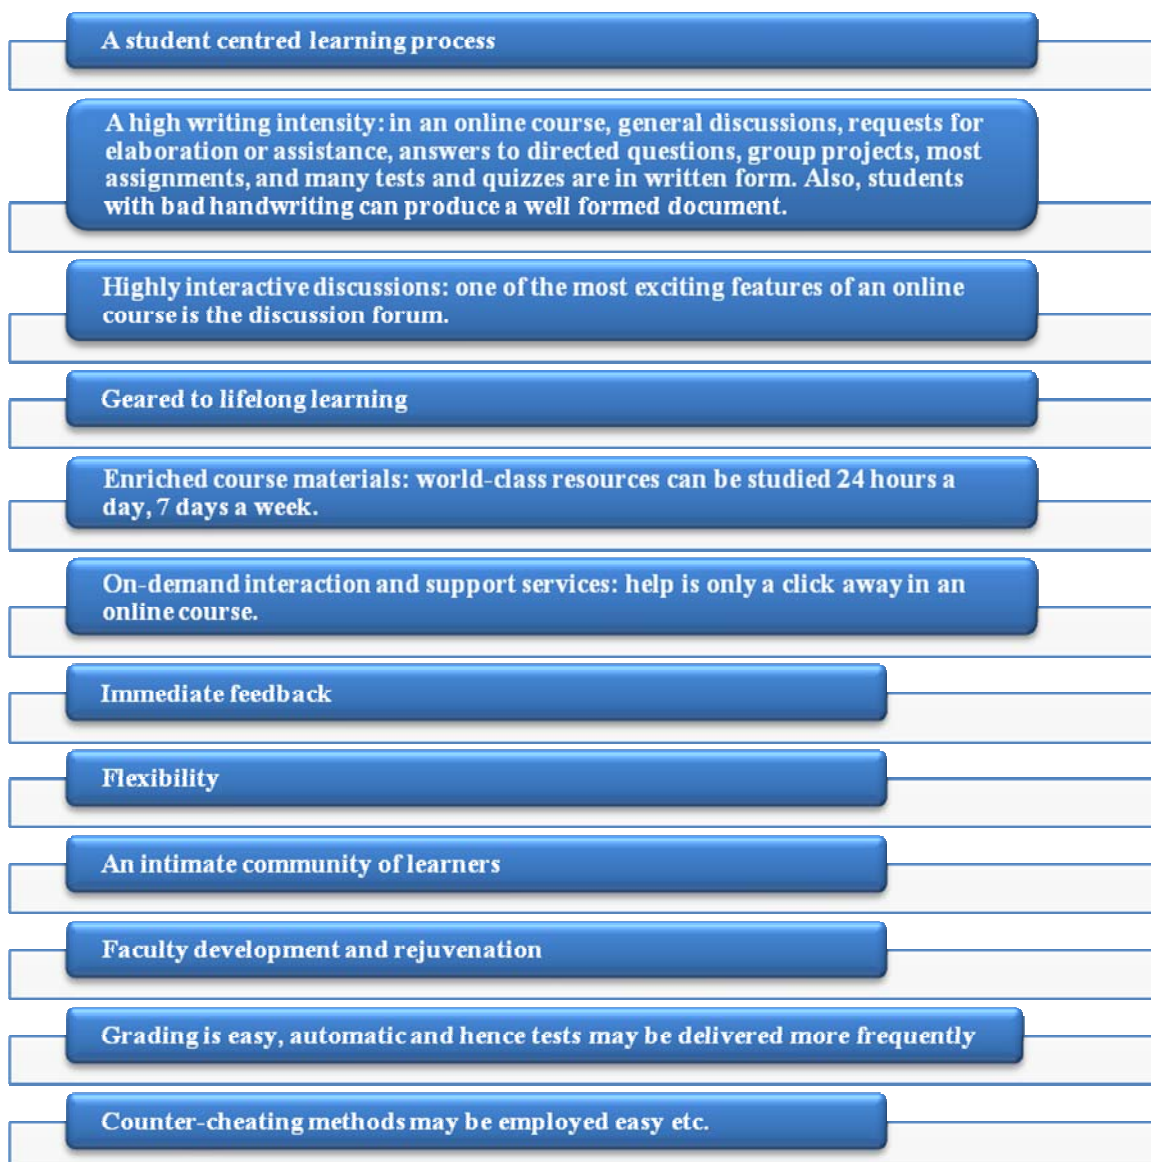 A student centred learning process
A high writing intensity: in an online course, general discussions, requests for
elaboration or assistance, answers to directed questions, group projects, most
assignments, and many tests and quizzes are in written form. Also, students
with bad handwriting can produce a well formed document.
Highly interactive discussions: one of the most exciting features of an online
course is the discussion forum.
Geared to lifelong learning
Enriched course materials: world-class resources can be studied 24 hours a
day, 7 days a week.
On-demand interaction and support services: help is only a click away in an
online course.
Immediate feedback
Flexibility
An intimate community of learners
Faculty development and rejuvenation
Grading is easy, automatic and hence tests may be delivered more frequently
Counter-cheating methods may be employed easy etc.